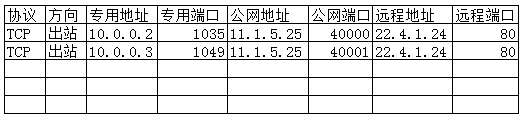 协议 方向 专用地址 专用端口 公网地址 公网端口 远程地址 远程端口
TCP 出站 10.0.0.2 1035 11.1.5.25 40000 22.4.1.24 80
TCP 出站 10.0.0.3 1049 11.1.5.25 40001 22.4.1.24 80